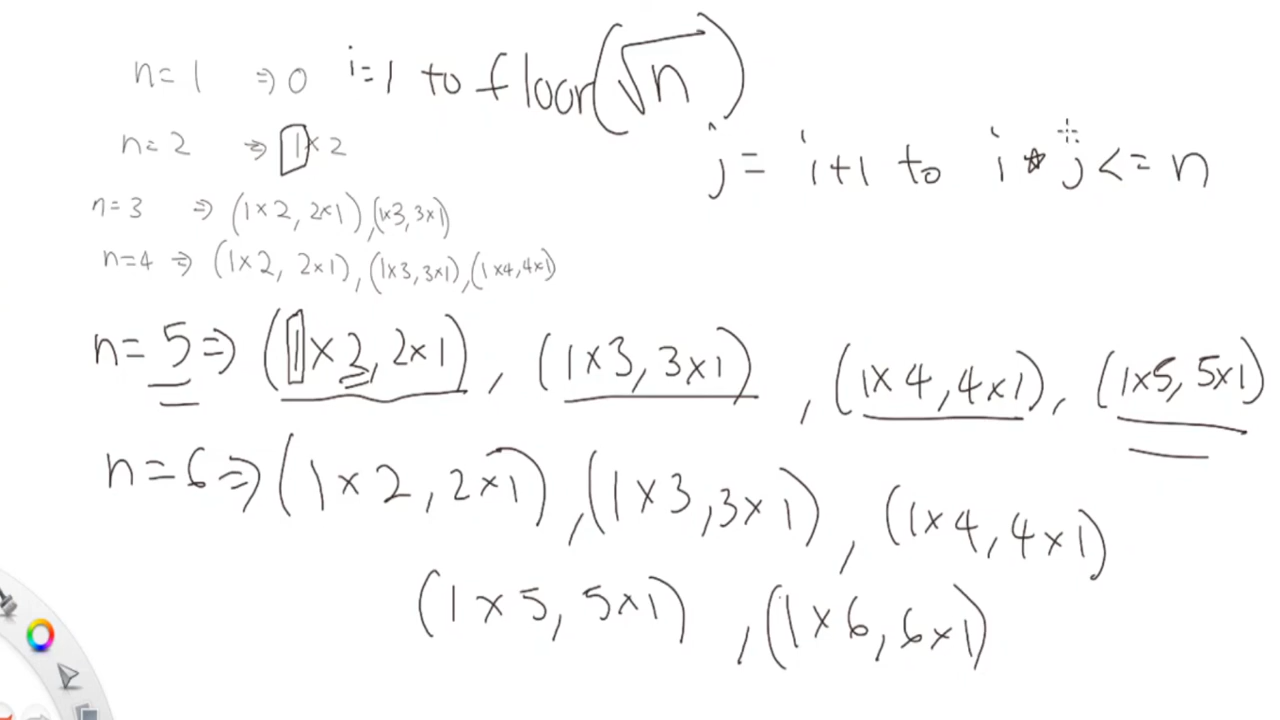 n=1 ⇒ 0
i=1 to floor(√n)
n=2 ⇒ 1×2
j= i+1 to i*j<=n
n=3 ⇒ (1×2, 2×1),(1×3,3×1)
n=4 ⇒ (1×2, 2×1),(1×3,3×1),(1×4,4×1)
n=5⇒ (1×2,2×1), (1×3,3×1), (1×4,4×1), (1×5,5×1)
n=6⇒(1×2,2×1),(1×3,3×1), (1×4,4×1)
(1×5,5×1) ,(1×6,6×1)